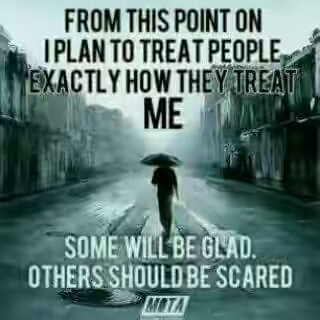 FROM THIS POINT ON
I PLAN TO TREAT PEOPLE
EXACTLY HOW THEY TREAT
ME
SOME WILL BE GLAD.
OTHERS SHOULD BE SCARED
MOTA